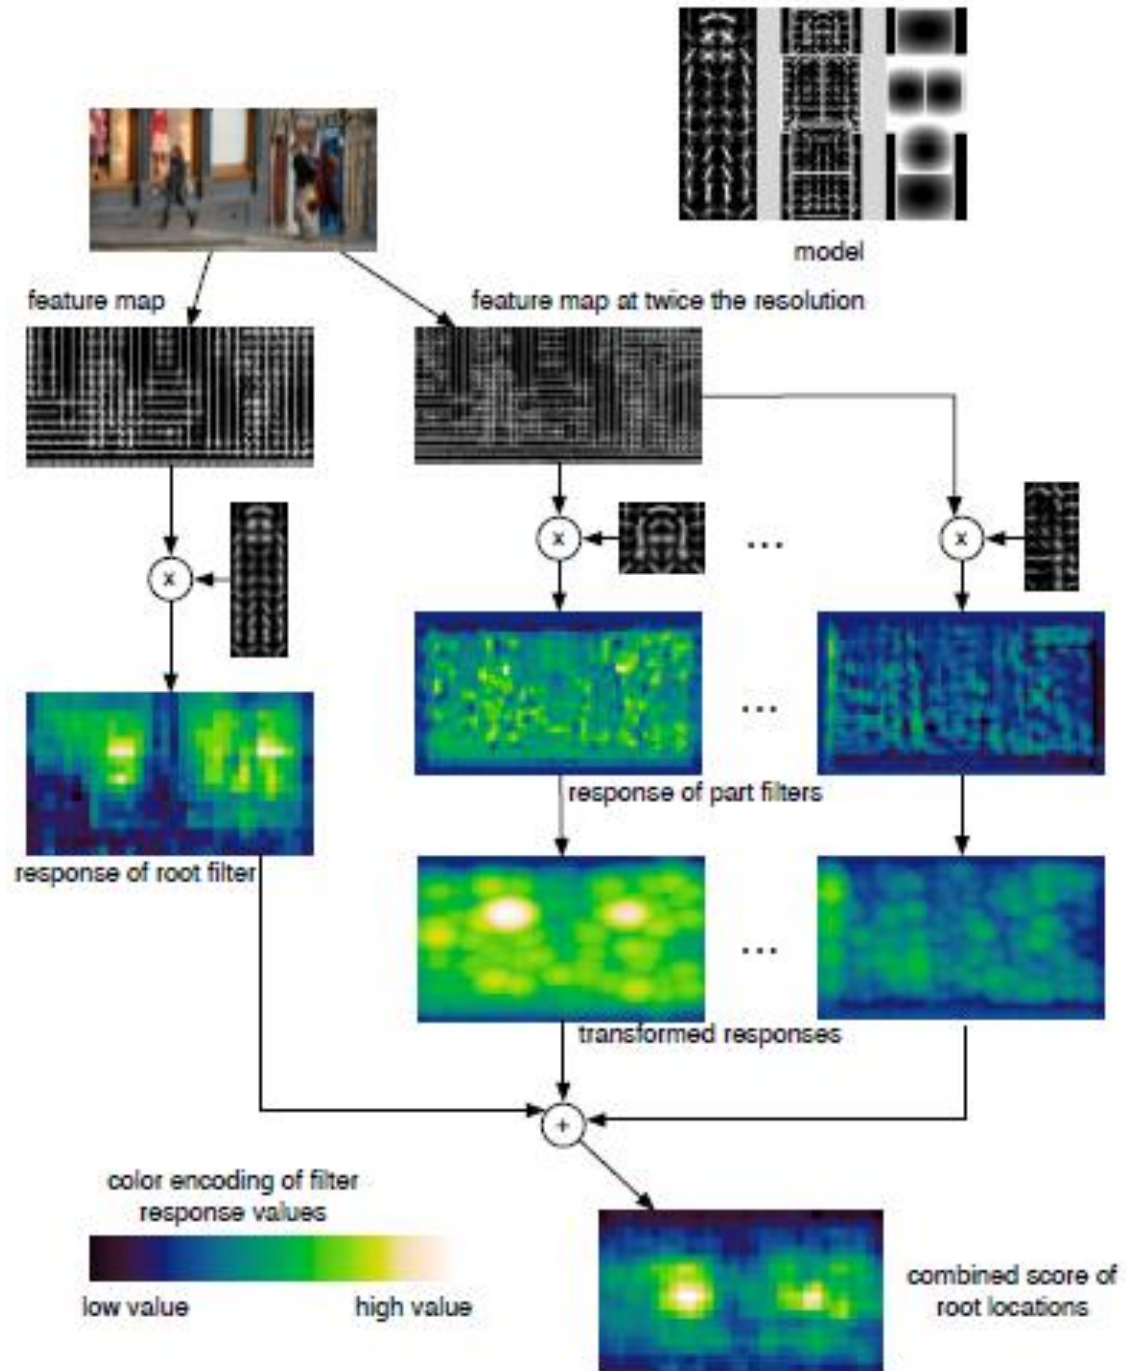 model
feature map
feature map at twice the resolution
x
x
...
x
...
response of part filters
response of root filter
...
transformed responses
+
color encoding of filter
response values
low value
high value
combined score of
root locations